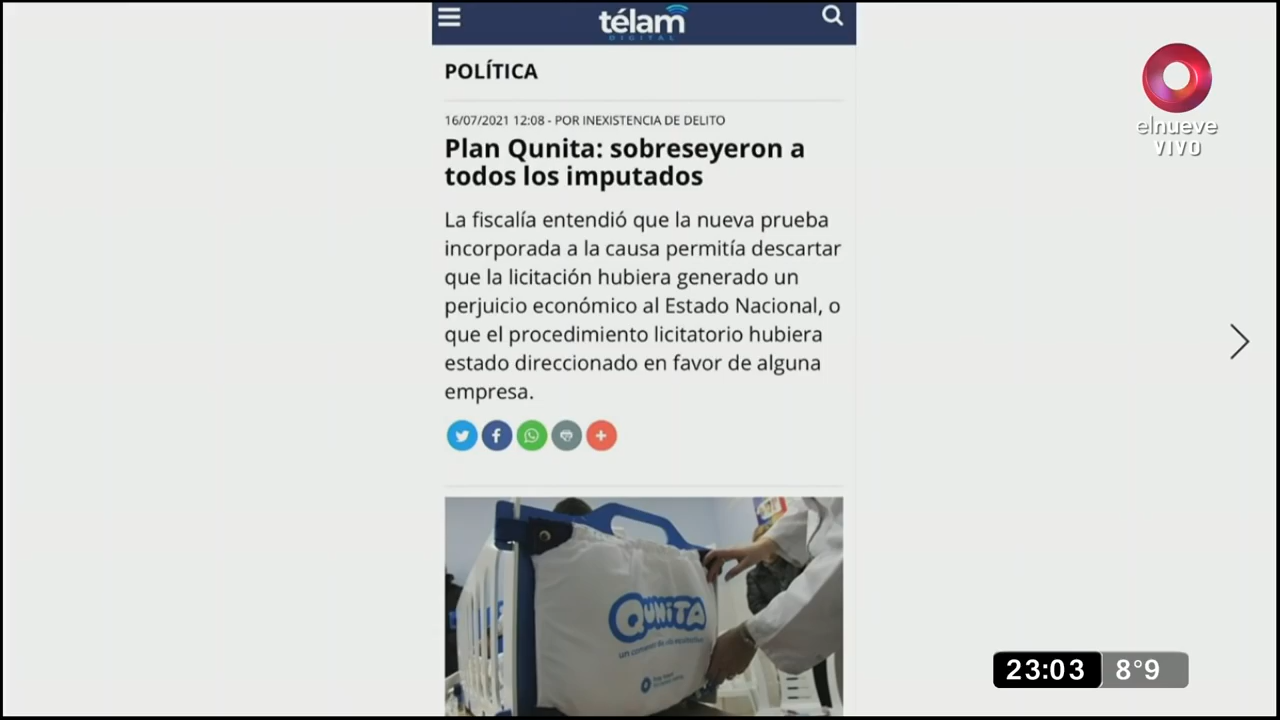 télam
DIGITAL
POLÍTICA
16/07/2021 12:08 - POR INEXISTENCIA DE DELITO
Plan Qunita: sobreseyeron a
todos los imputados
La fiscalía entendió que la nueva prueba
incorporada a la causa permitía descartar
que la licitación hubiera generado un
perjuicio económico al Estado Nacional, o
que el procedimiento licitatorio hubiera
estado direccionado en favor de alguna
empresa.
QUNITA
elnueve
VIVO
23:03 8°9